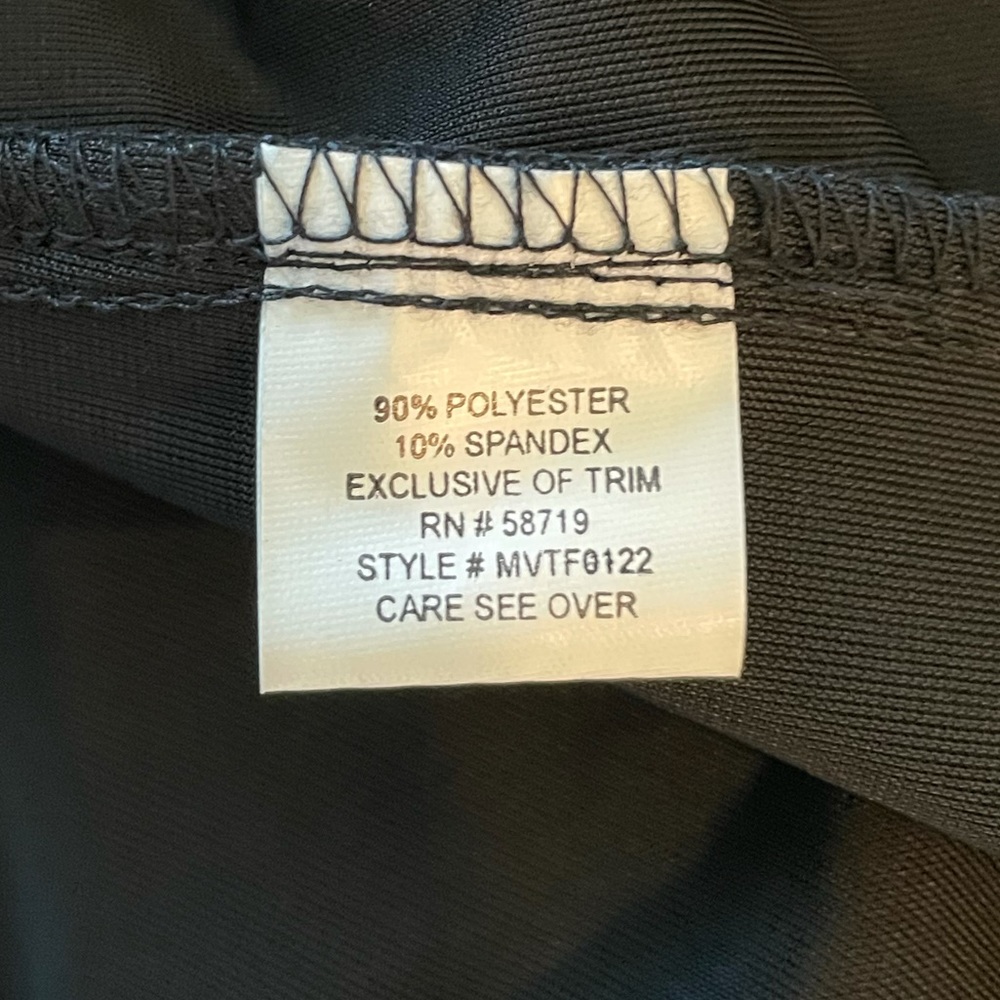 90% POLYESTER
10% SPANDEX
EXCLUSIVE OF TRIM
RN # 58719
STYLE # MVTF0122
CARE SEE OVER